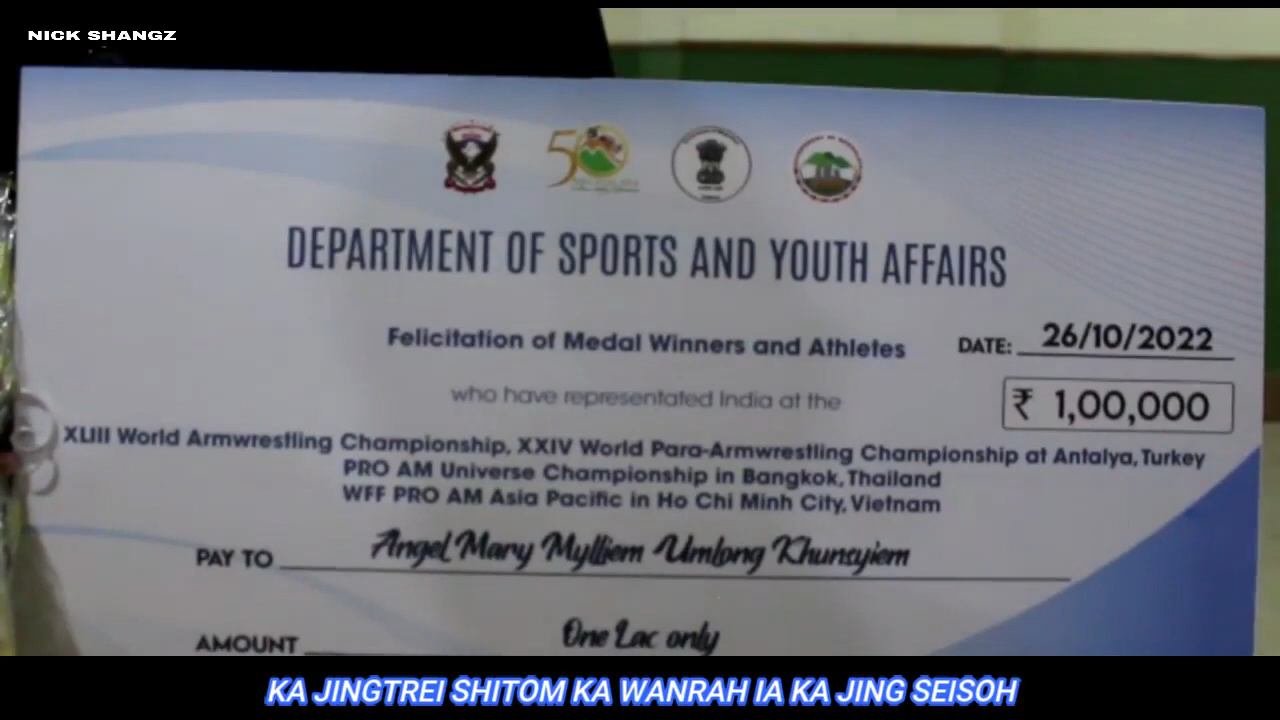 NICK SHANGZ
50
DEPARTMENT OF SPORTS AND YOUTH AFFAIRS
Felicitation of Medal Winners and Athletes
DATE: 26/10/2022
who have represented India at the
₹ 1,00,000
XLIII World Armwrestling Championship, XXIV World Para-Armwrestling Championship at Antalya, Turkey
PRO AM Universe Championship in Bangkok, Thailand
WFF PRO AM Asia Pacific in Ho Chi Minh City, Vietnam
PAY TO Angel Mary Mylliem Umlong Khunsyiem
AMOUNT One Lac only
KA JINGTREI SHITOM KA WANRAH IA KA JING SEISOH